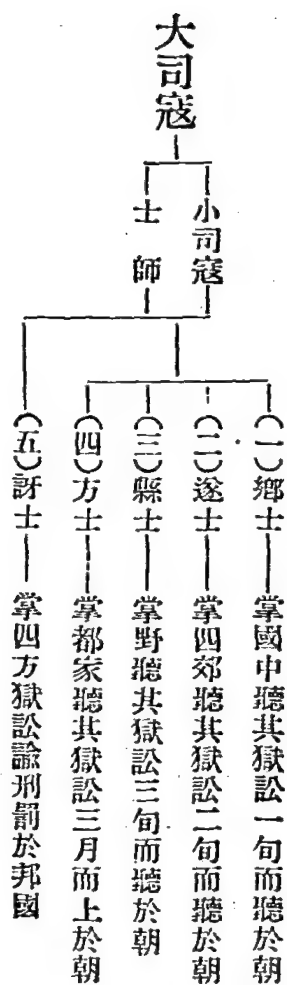 大司寇
小司寇
士師
(一)鄉士——掌國中聽其獄訟一旬而聽於朝
(二)遂士——掌四郊聽其獄訟二旬而聽於朝
(三)縣士——掌野聽其獄訟三旬而聽於朝
(四)方士——掌都家聽其獄訟三月而上於朝
(五)訝士——掌四方獄訟諭刑罰於邦國